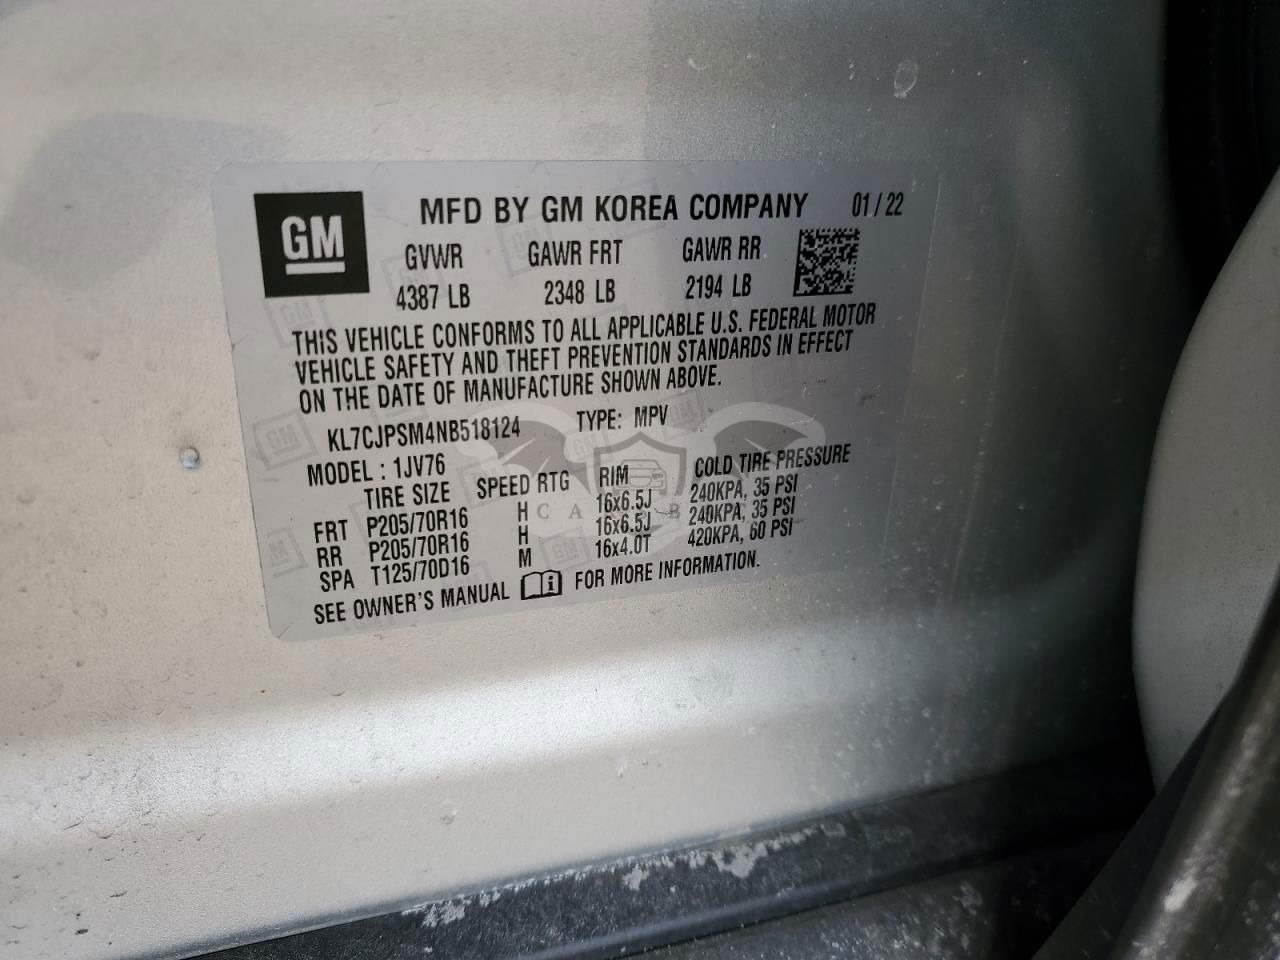 GM MFD BY GM KOREA COMPANY 01/22
GVWR GAWR FRT GAWR RR
4387 LB 2348 LB 2194 LB
THIS VEHICLE CONFORMS TO ALL APPLICABLE U.S. FEDERAL MOTOR
VEHICLE SAFETY AND THEFT PREVENTION STANDARDS IN EFFECT
ON THE DATE OF MANUFACTURE SHOWN ABOVE.
KL7CJPSM4NB518124 TYPE: MPV
MODEL : 1JV76
TIRE SIZE SPEED RTG RIM COLD TIRE PRESSURE
FRT P205/70R16 H 16x6.5J 240KPA, 35 PSI
RR P205/70R16 H 16x6.5J 240KPA, 35 PSI
SPA T125/70D16 M 16x4.0T 420KPA, 60 PSI
SEE OWNER'S MANUAL FOR MORE INFORMATION.